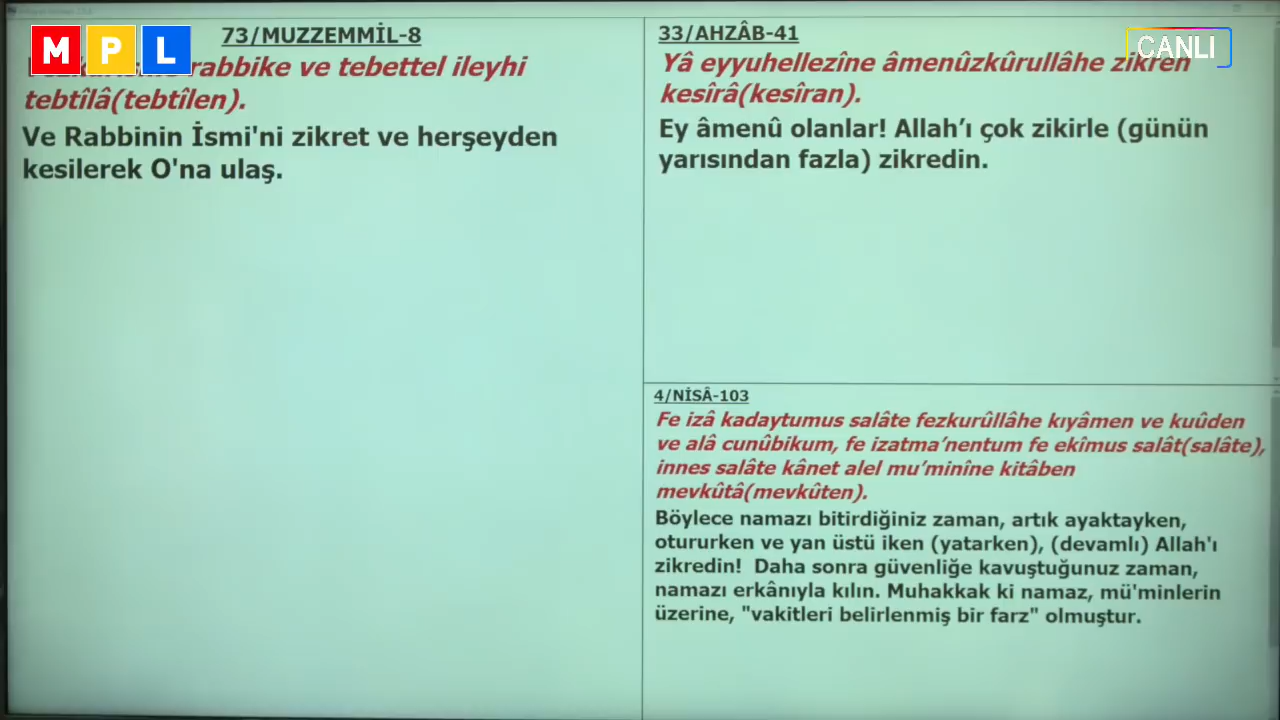 MPL
CANLI
73/MUZZEMMİL-8
rabbike ve tebettel ileyhi
tebtîlâ(tebtîlen).
Ve Rabbinin İsmi'ni zikret ve herşeyden
kesilerek O'na ulaş.
33/AHZÂB-41
Yâ eyyuhellezîne âmenûzkûrullâhe zikren
kesîrâ(kesîran).
Ey âmenû olanlar! Allah’ı çok zikirle (günün
yarısından fazla) zikredin.
4/NİSÂ-103
Fe izâ kadaytumus salâte fezkurûllâhe kıyâmen ve kuûden
ve alâ cunûbikum, fe izatma’nentum fe ekîmus salât(salâte),
innes salâte kânet alel mu’minîne kitâben
mevkûtâ(mevkûten).
Böylece namazı bitirdiğiniz zaman, artık ayaktayken,
otururken ve yan üstü iken (yatarken), (devamlı) Allah'ı
zikredin! Daha sonra güvenliğe kavuştuğunuz zaman,
namazı erkânıyla kılın. Muhakkak ki namaz, mü'minlerin
üzerine, "vakitleri belirlenmiş bir farz" olmuştur.